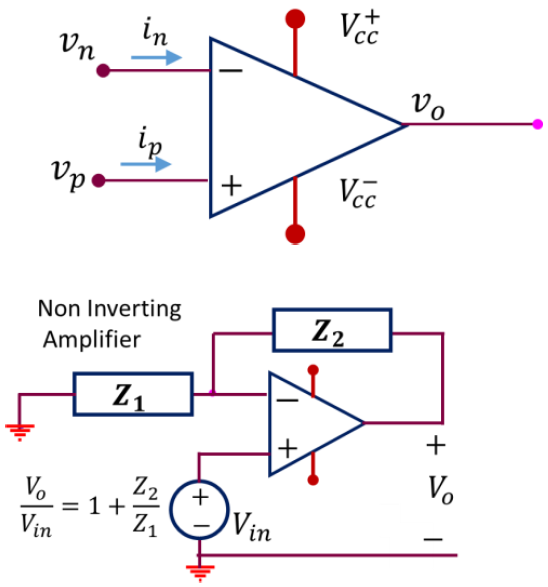 V_{cc}^{+}
i_n
v_n
−
v_o
i_p
v_p
+
V_{cc}^{-}
Non Inverting
Amplifier
Z_2
Z_1
−
+
+
\frac{V_o}{V_{in}} = 1 + \frac{Z_2}{Z_1}
+
−
V_{in}
V_o
−